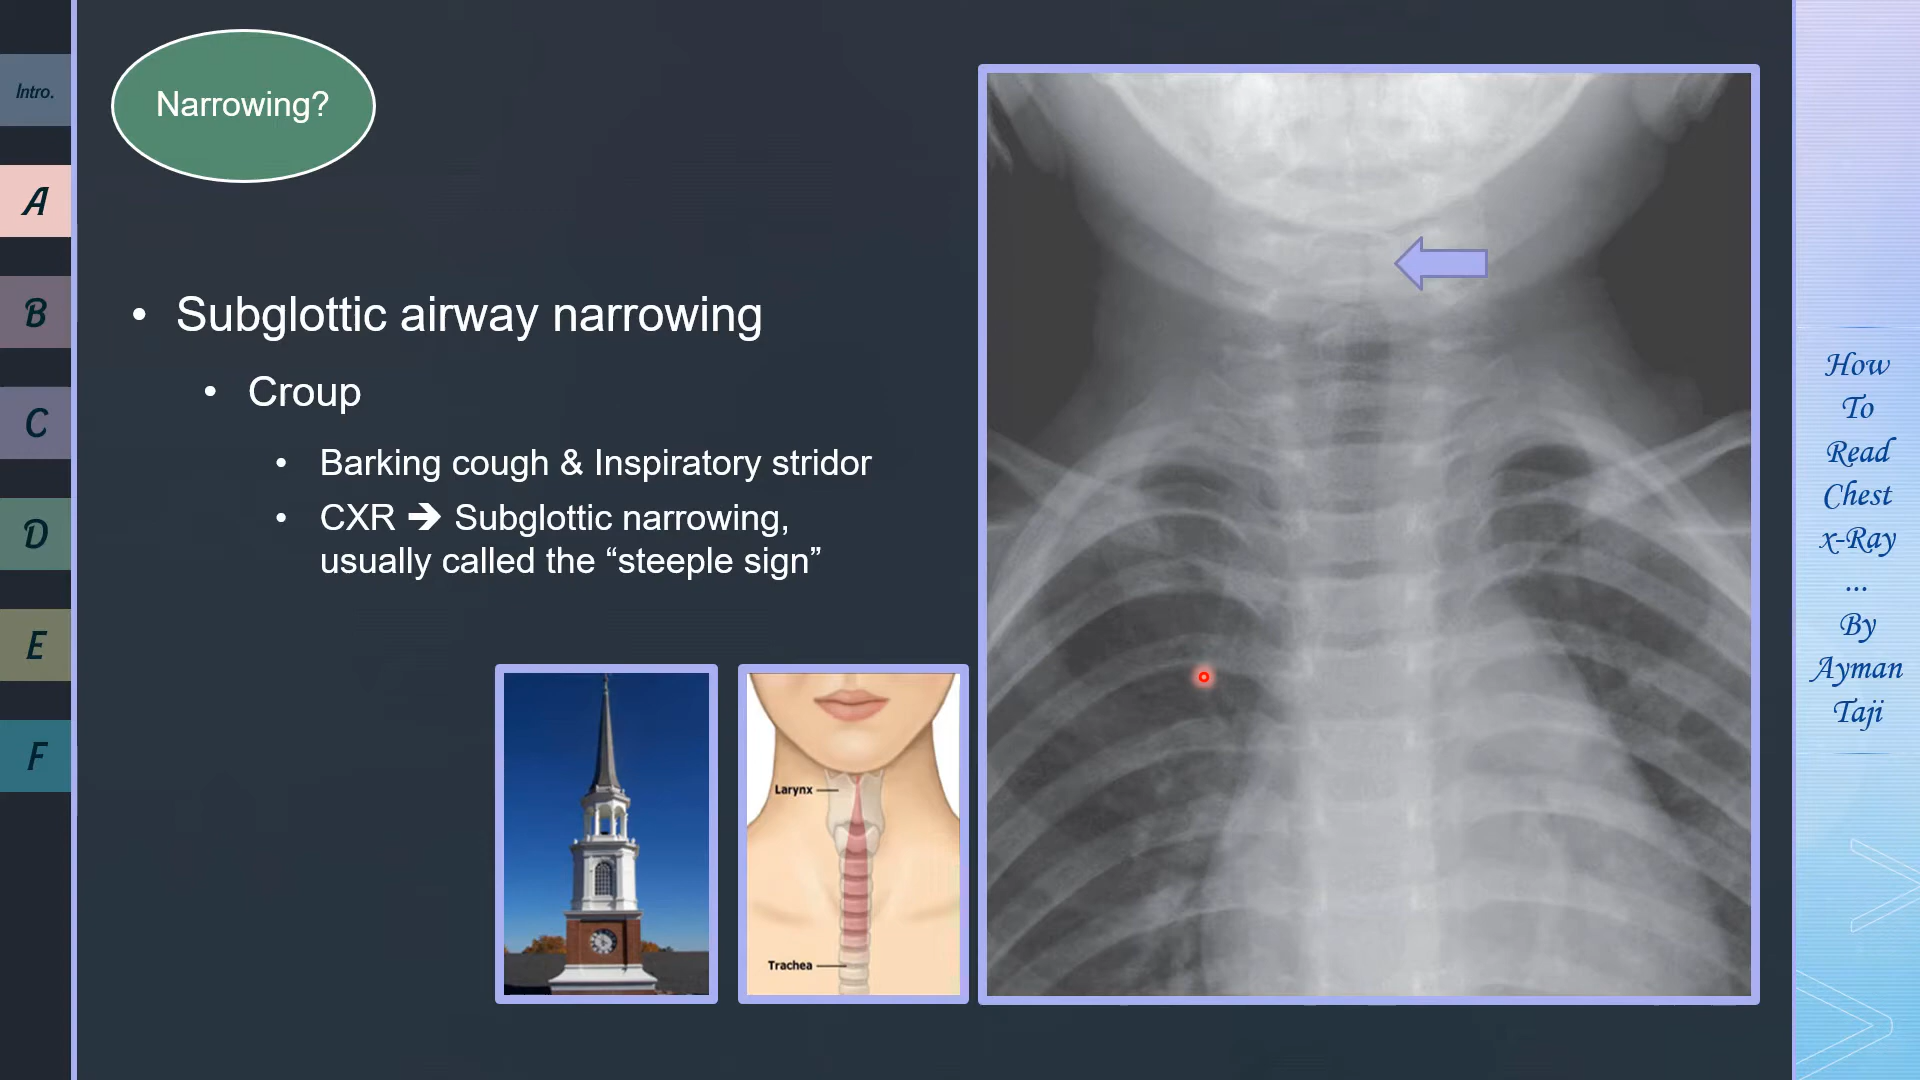 Intro.
A
B
C
D
E
F
Narrowing?
• Subglottic airway narrowing
• Croup
• Barking cough & Inspiratory stridor
• CXR ➔ Subglottic narrowing,
usually called the “steeple sign”
Larynx
Trachea
How
To
Read
Chest
x-Ray
...
By
Ayman
Taji